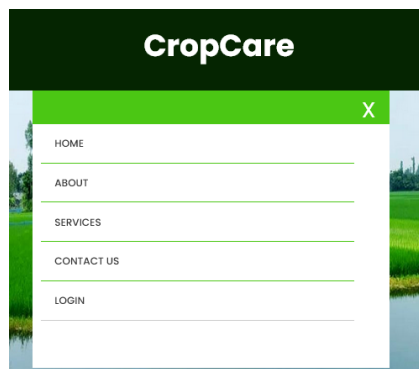 CropCare
X
HOME
ABOUT
SERVICES
CONTACT US
LOGIN